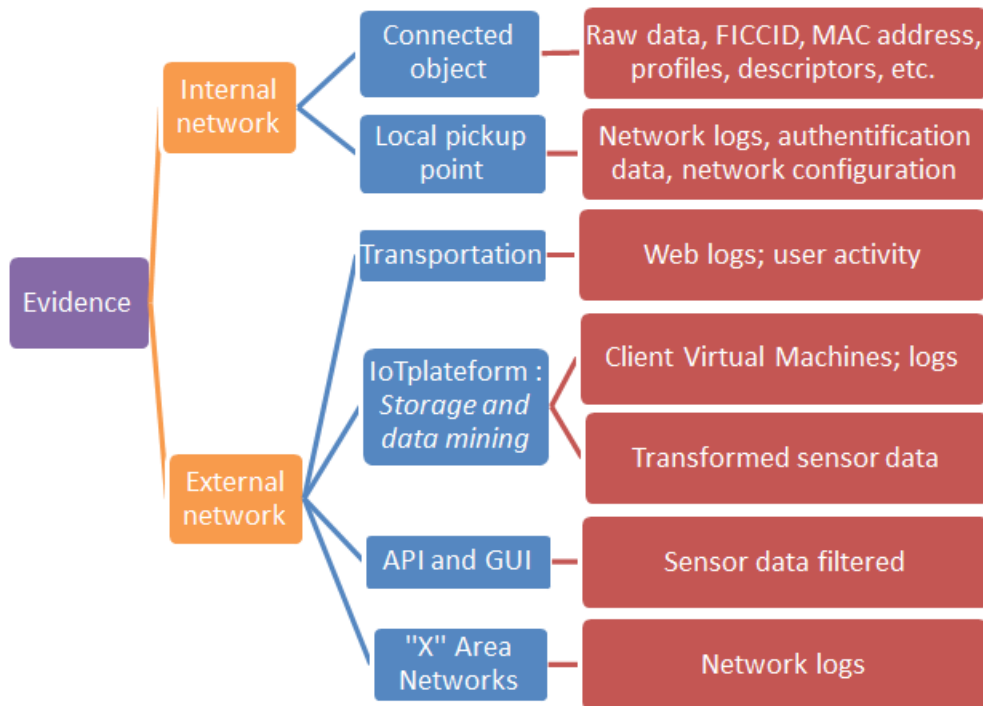 Evidence
Internal
network
Connected
object
Raw data, FICCID, MAC address,
profiles, descriptors, etc.
Local pickup
point
Network logs, authentification
data, network configuration
External
network
Transportation
Web logs; user activity
IoTplateform :
Storage and
data mining
Client Virtual Machines; logs
Transformed sensor data
API and GUI
Sensor data filtered
"X" Area
Networks
Network logs